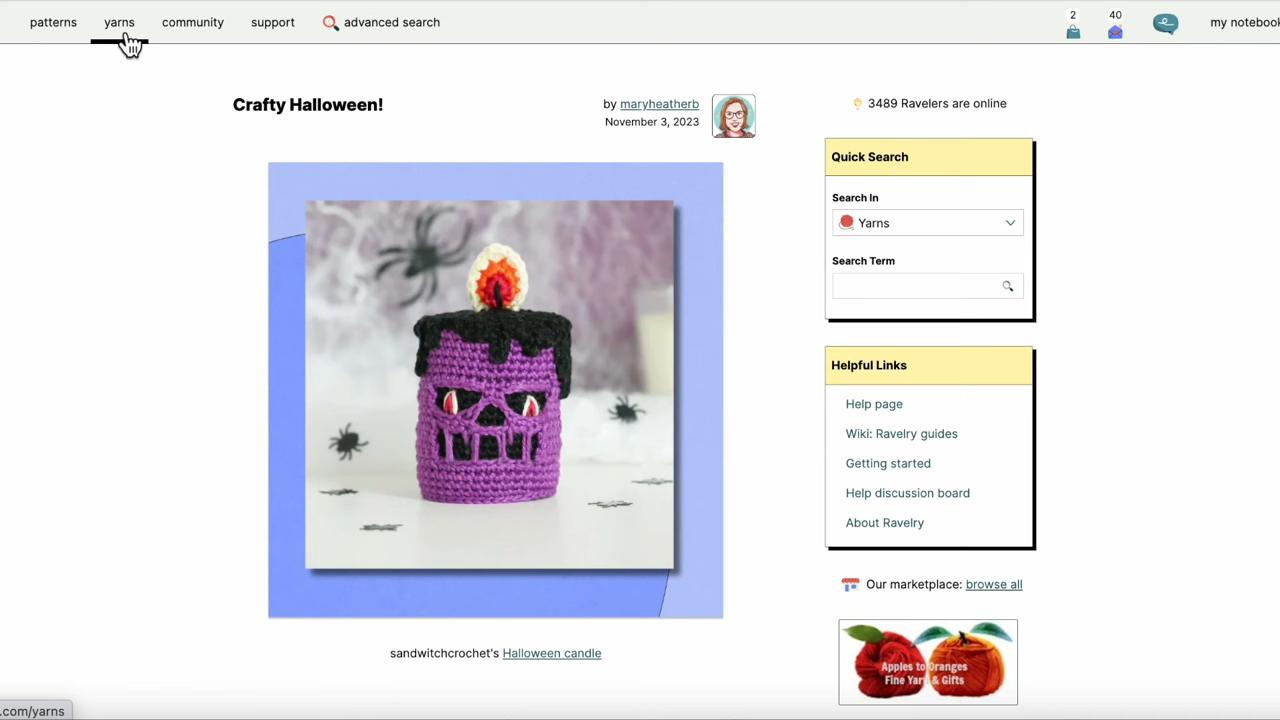 patterns
yarns
community
support
advanced search
2
40
my notebook
Crafty Halloween!
by maryheatherb
November 3, 2023
3489 Ravelers are online
Quick Search
Search In
Yarns
Search Term
Helpful Links
Help page
Wiki: Ravelry guides
Getting started
Help discussion board
About Ravelry
Our marketplace: browse all
Apples to Oranges
Fine Yarn & Gifts
sandwitchcrochet's Halloween candle
.com/yarns